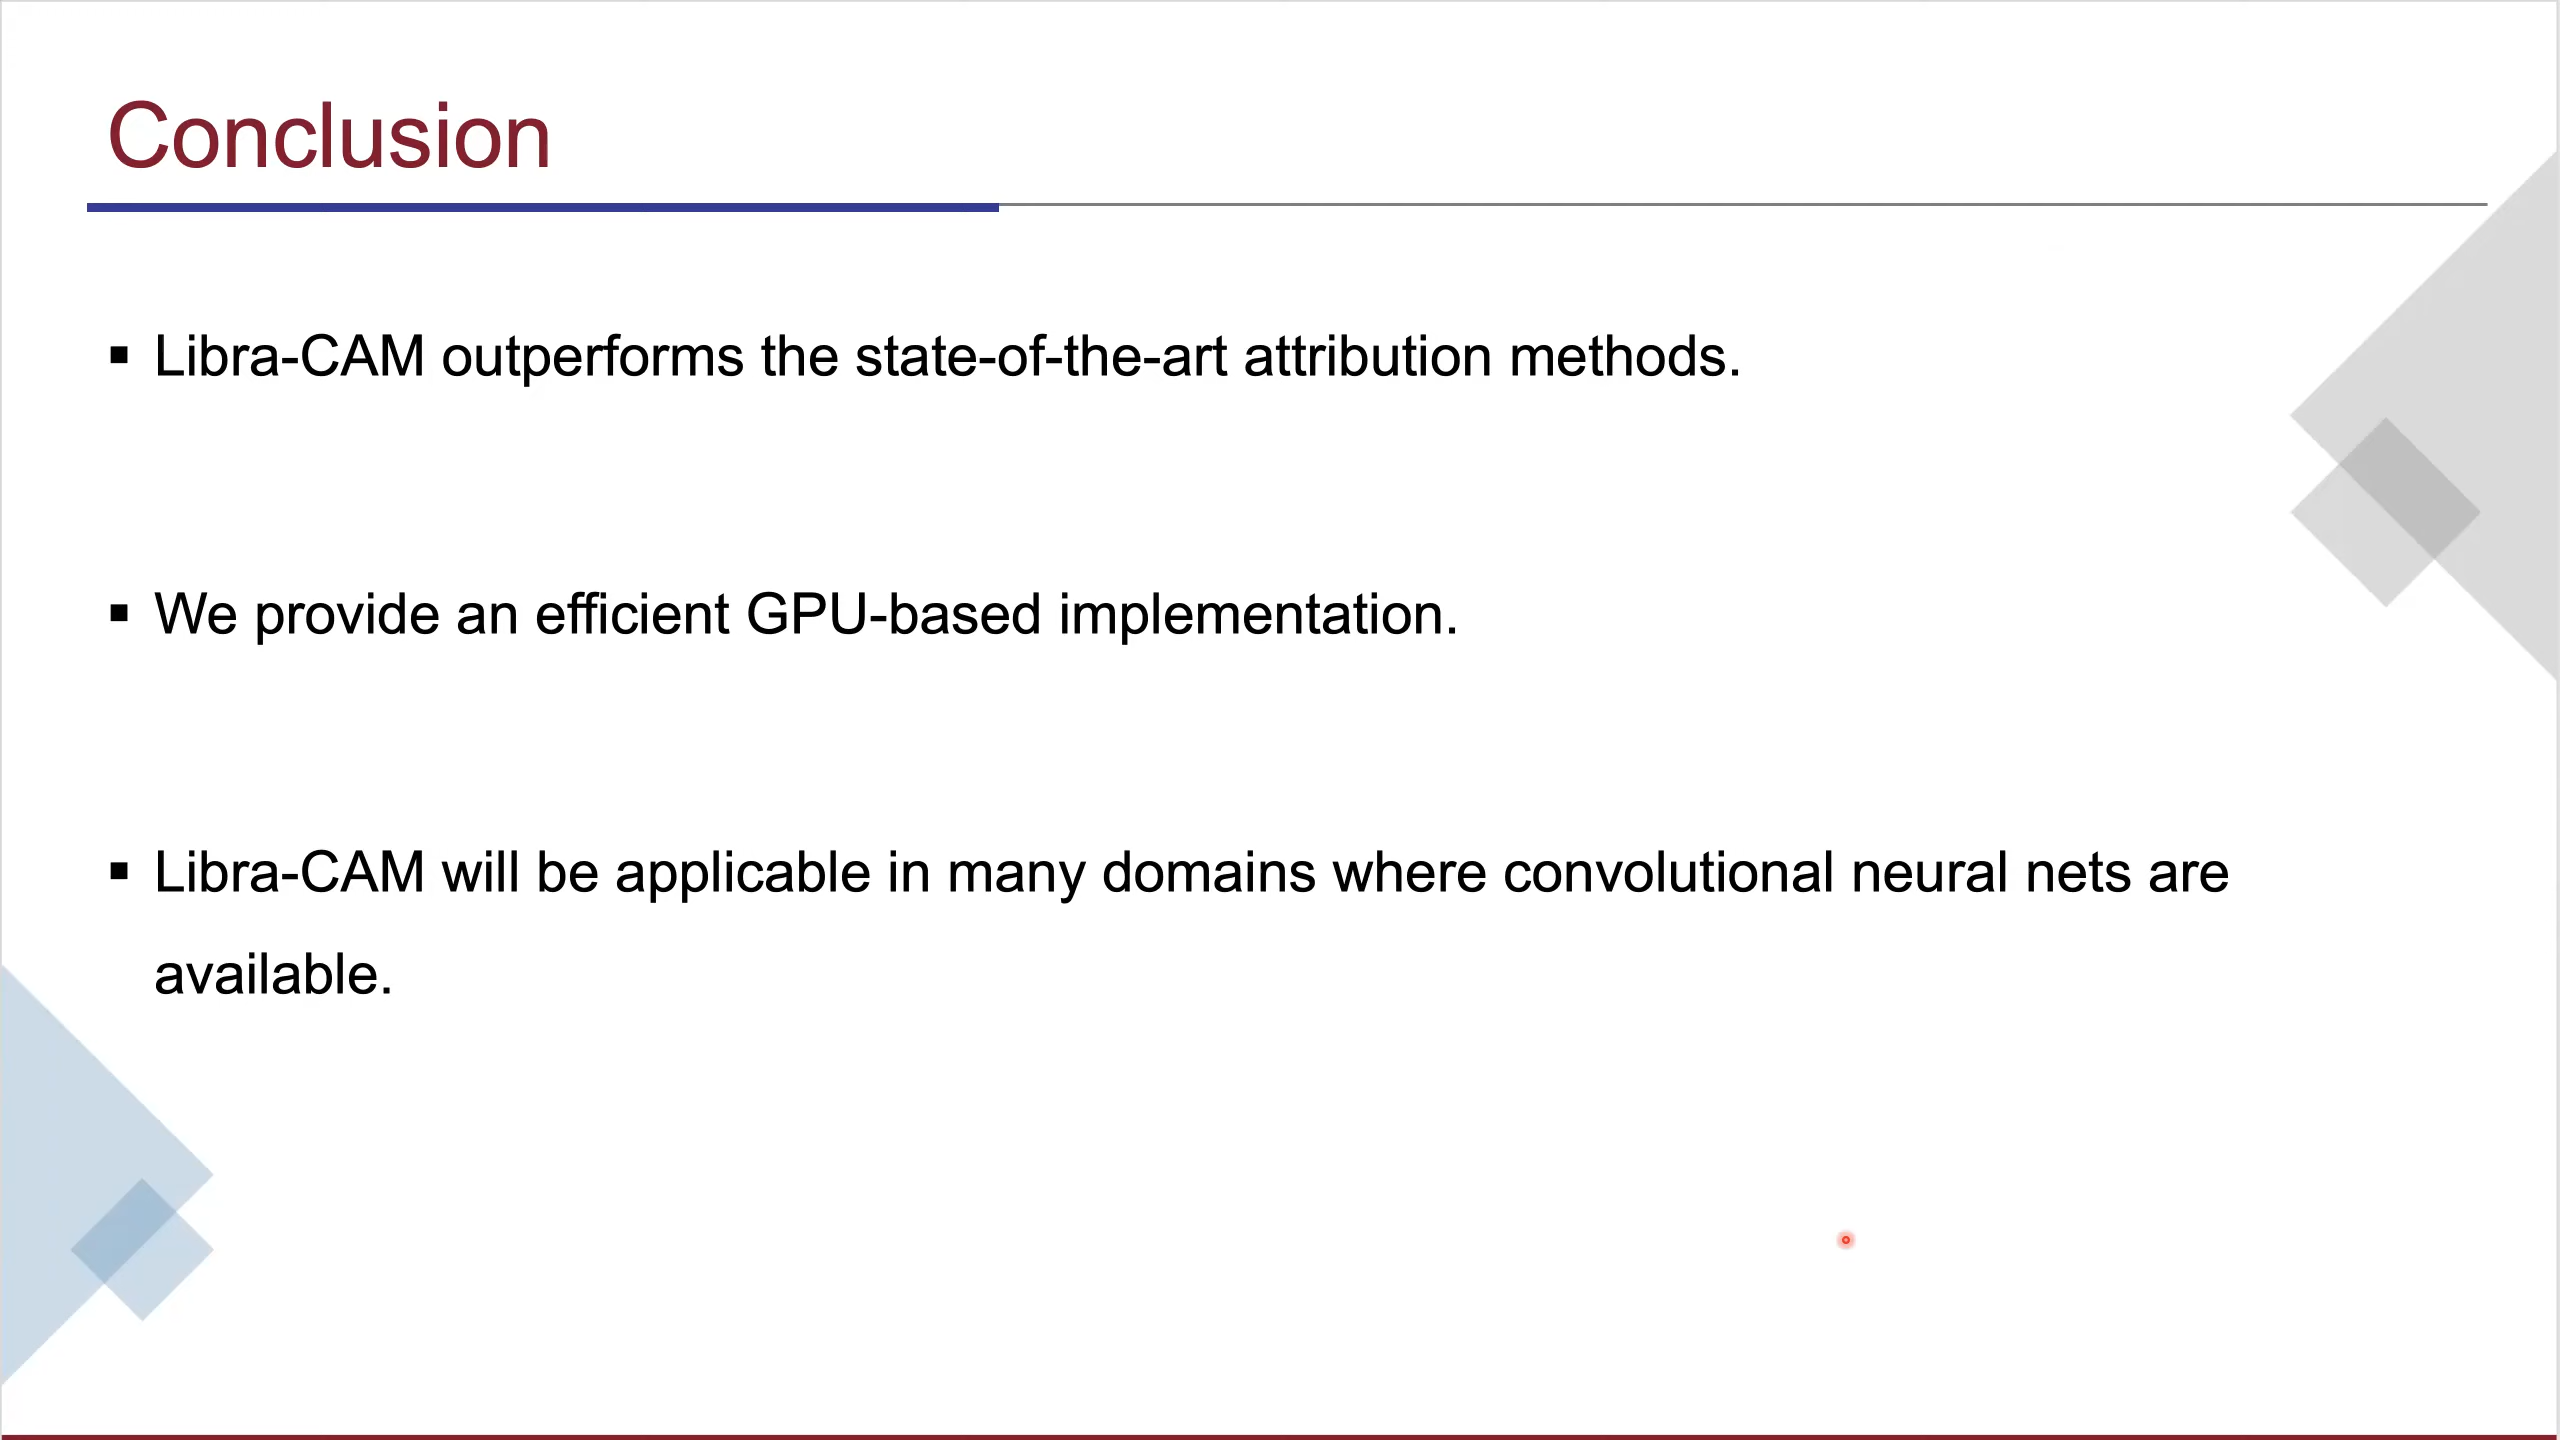 Conclusion
▪ Libra-CAM outperforms the state-of-the-art attribution methods.
▪ We provide an efficient GPU-based implementation.
▪ Libra-CAM will be applicable in many domains where convolutional neural nets are
available.